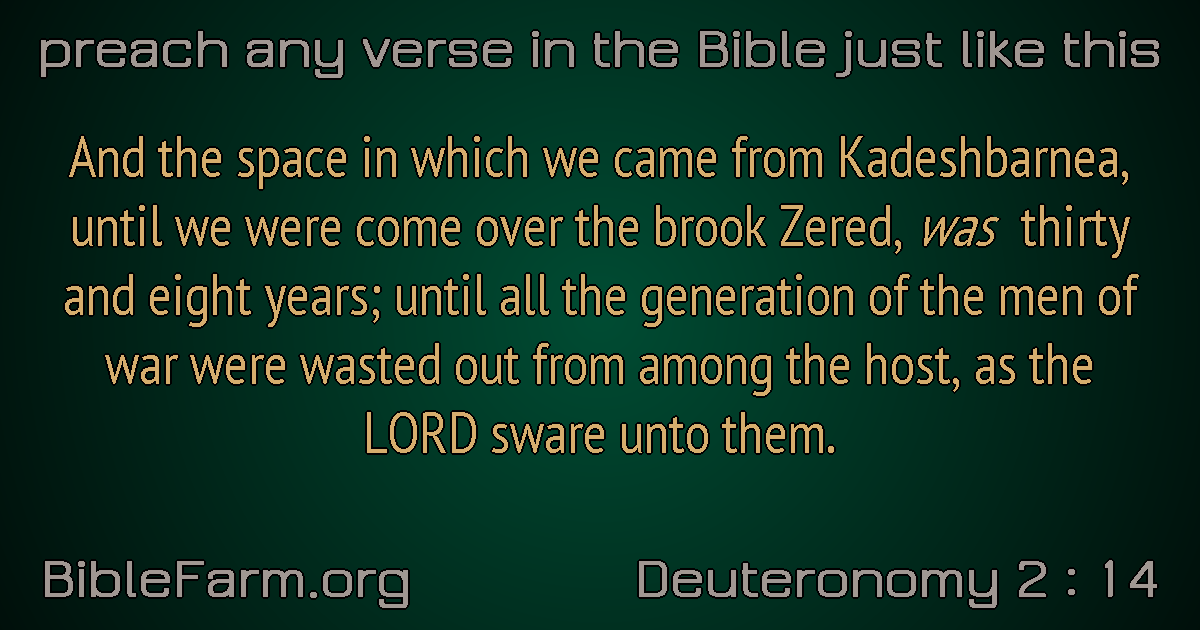 preach any verse in the Bible just like this
And the space in which we came from Kadeshbarnea,
until we were come over the brook Zered, was thirty
and eight years; until all the generation of the men of
war were wasted out from among the host, as the
LORD sware unto them.
BibleFarm.org
Deuteronomy 2 : 14